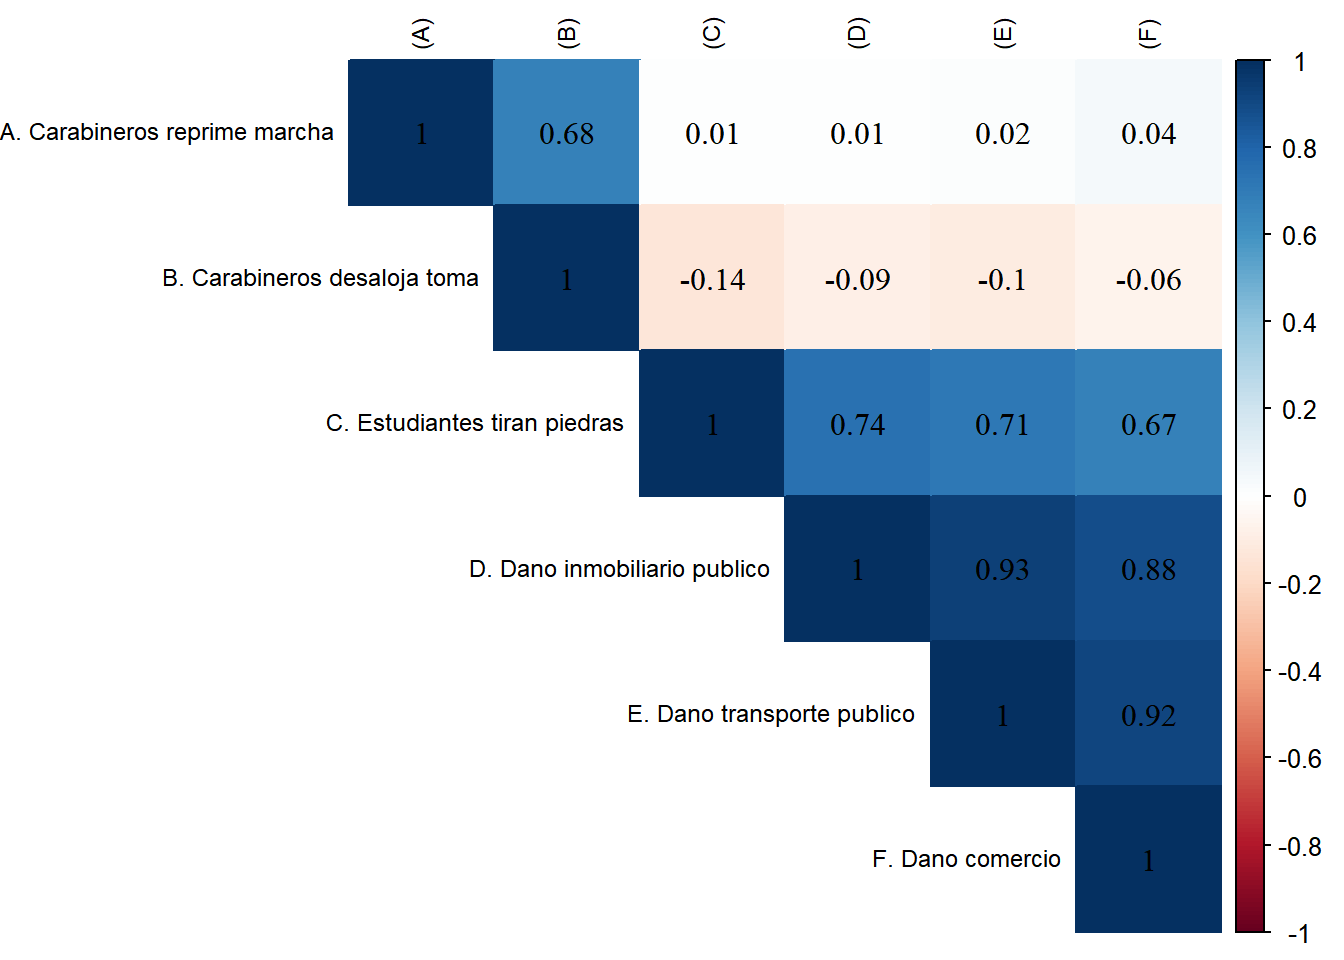 (A) (B) (C) (D) (E) (F)
A. Carabineros reprime marcha 1 0.68 0.01 0.01 0.02 0.04
B. Carabineros desaloja toma 1 -0.14 -0.09 -0.1 -0.06
C. Estudiantes tiran piedras 1 0.74 0.71 0.67
D. Dano inmobiliario publico 1 0.93 0.88
E. Dano transporte publico 1 0.92
F. Dano comercio 1
1
0.8
0.6
0.4
0.2
0
-0.2
-0.4
-0.6
-0.8
-1